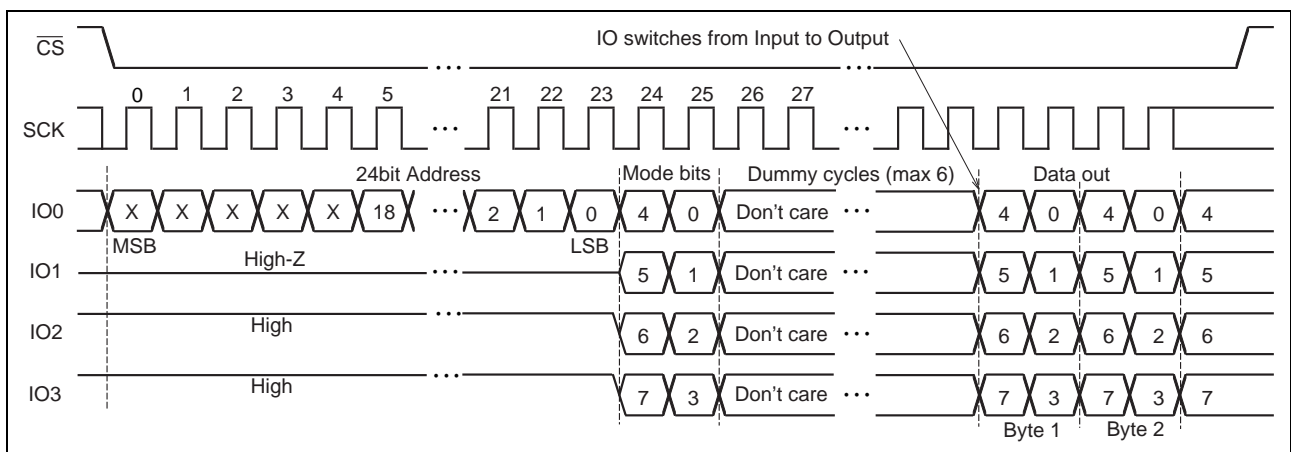 CS IO switches from Input to Output
0 1 2 3 4 5 21 22 23 24 25 26 27
SCK
24bit Address Mode bits Dummy cycles (max 6) Data out
IO0 X X X X X 18 2 1 0 4 0 Don't care 4 0 4 0 4
MSB LSB
High-Z
IO1 5 1 Don't care 5 1 5 1 5
High
IO2 6 2 Don't care 6 2 6 2 6
High
IO3 7 3 Don't care 7 3 7 3 7
Byte 1 Byte 2